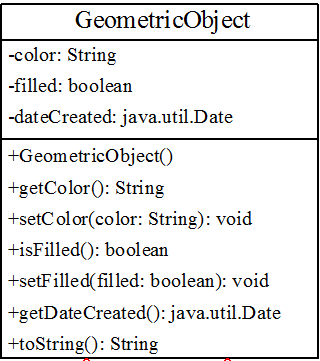 GeometricObject
-color: String
-filled: boolean
-dateCreated: java.util.Date
+GeometricObject()
+getColor(): String
+setColor(color: String): void
+isFilled(): boolean
+setFilled(filled: boolean): void
+getDateCreated(): java.util.Date
+toString(): String